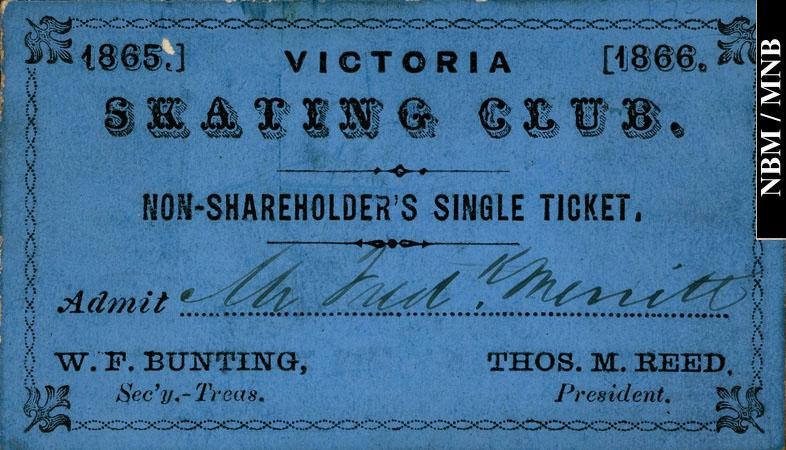 1865.] VICTORIA [1866.
SKATING CLUB.
NON-SHAREHOLDER'S SINGLE TICKET.
Admit Mr Fred.k Merritt
W. F. BUNTING, THOS. M. REED,
Sec'y.-Treas. President.
NBM / MNB